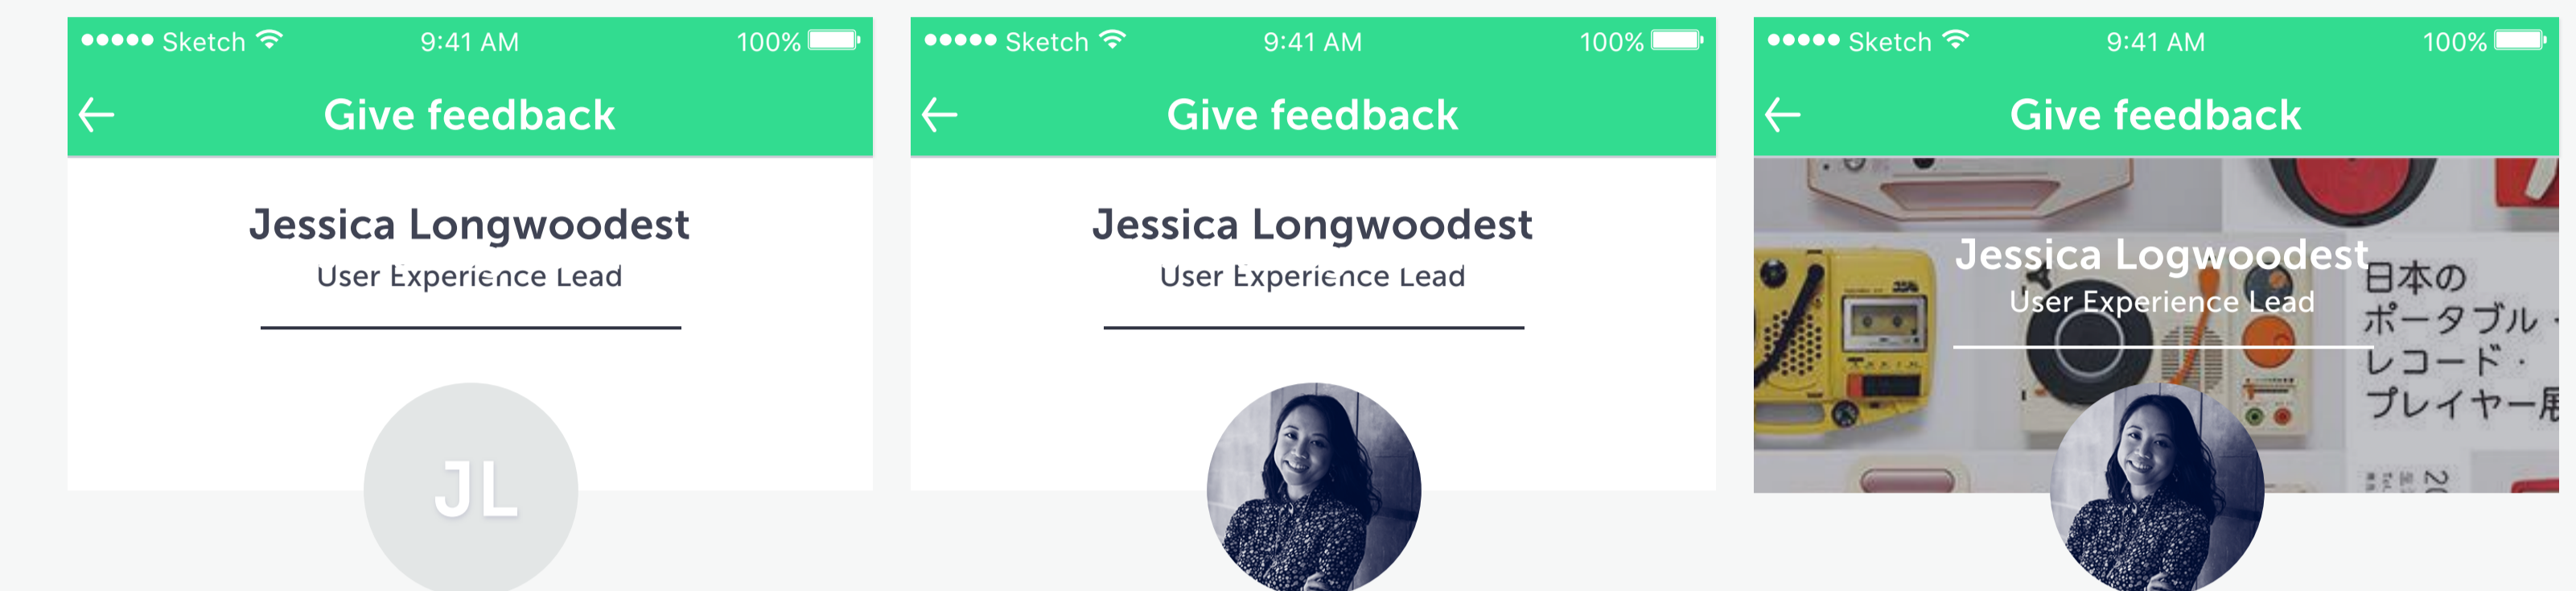 Sketch 9:41 AM 100%
Give feedback
Jessica Longwoodest
User Experience Lead
JL
Sketch 9:41 AM 100%
Give feedback
Jessica Longwoodest
User Experience Lead
Sketch 9:41 AM 100%
Give feedback
Jessica Logwoodest
User Experience Lead
日本の
ポータブル・
レコード・
プレイヤー展